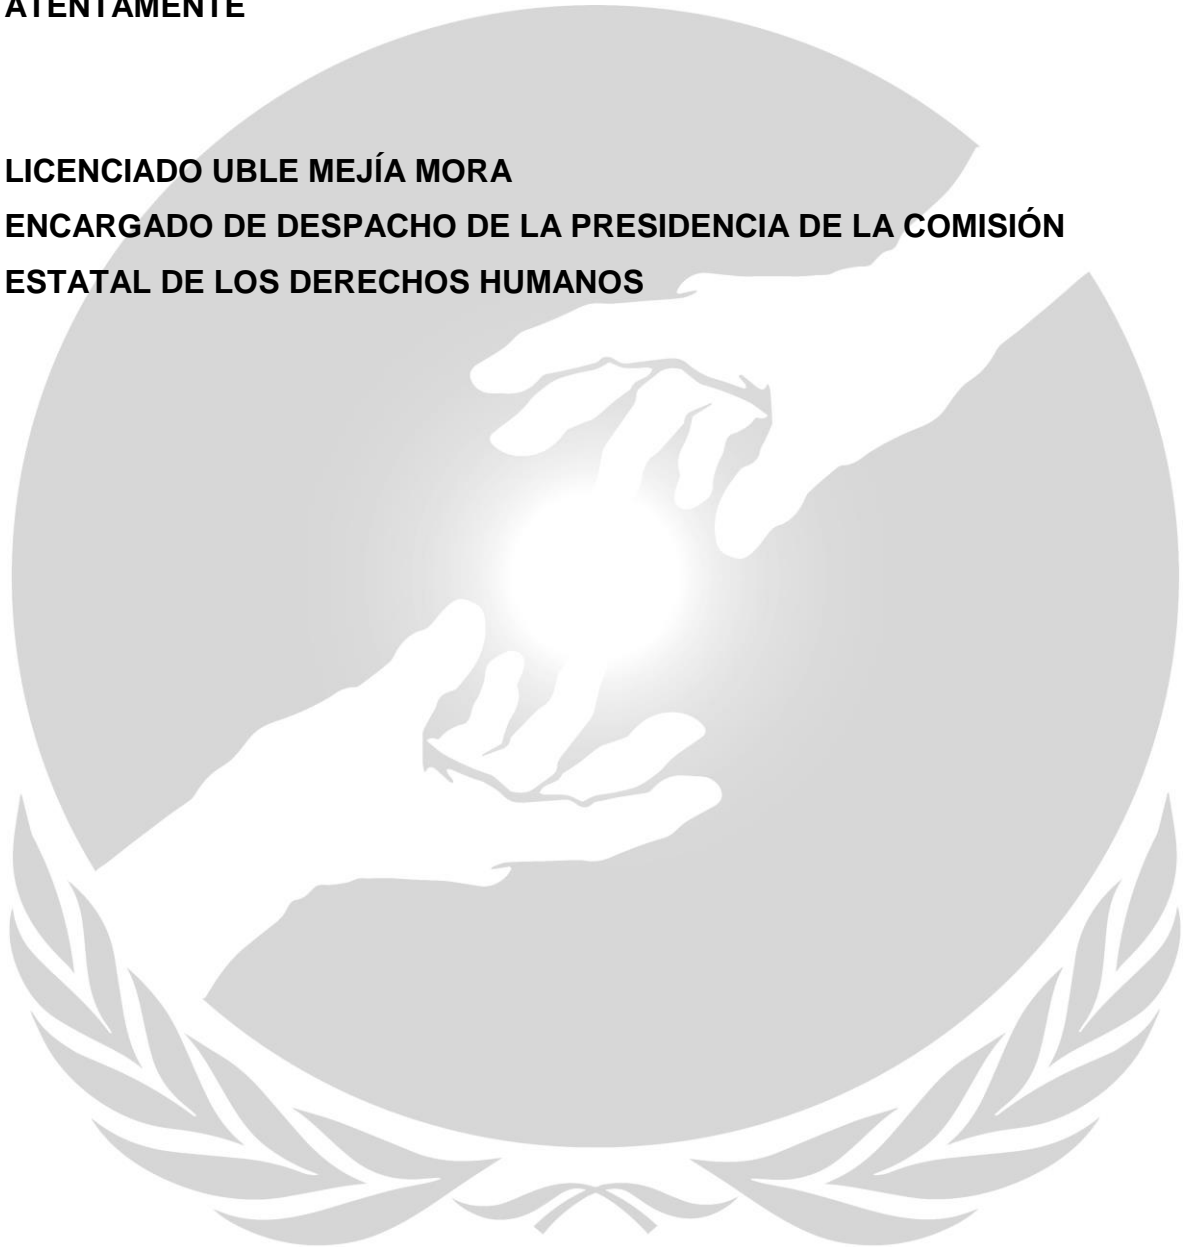 ATENTAMENTE
LICENCIADO UBLE MEJÍA MORA
ENCARGADO DE DESPACHO DE LA PRESIDENCIA DE LA COMISIÓN
ESTATAL DE LOS DERECHOS HUMANOS